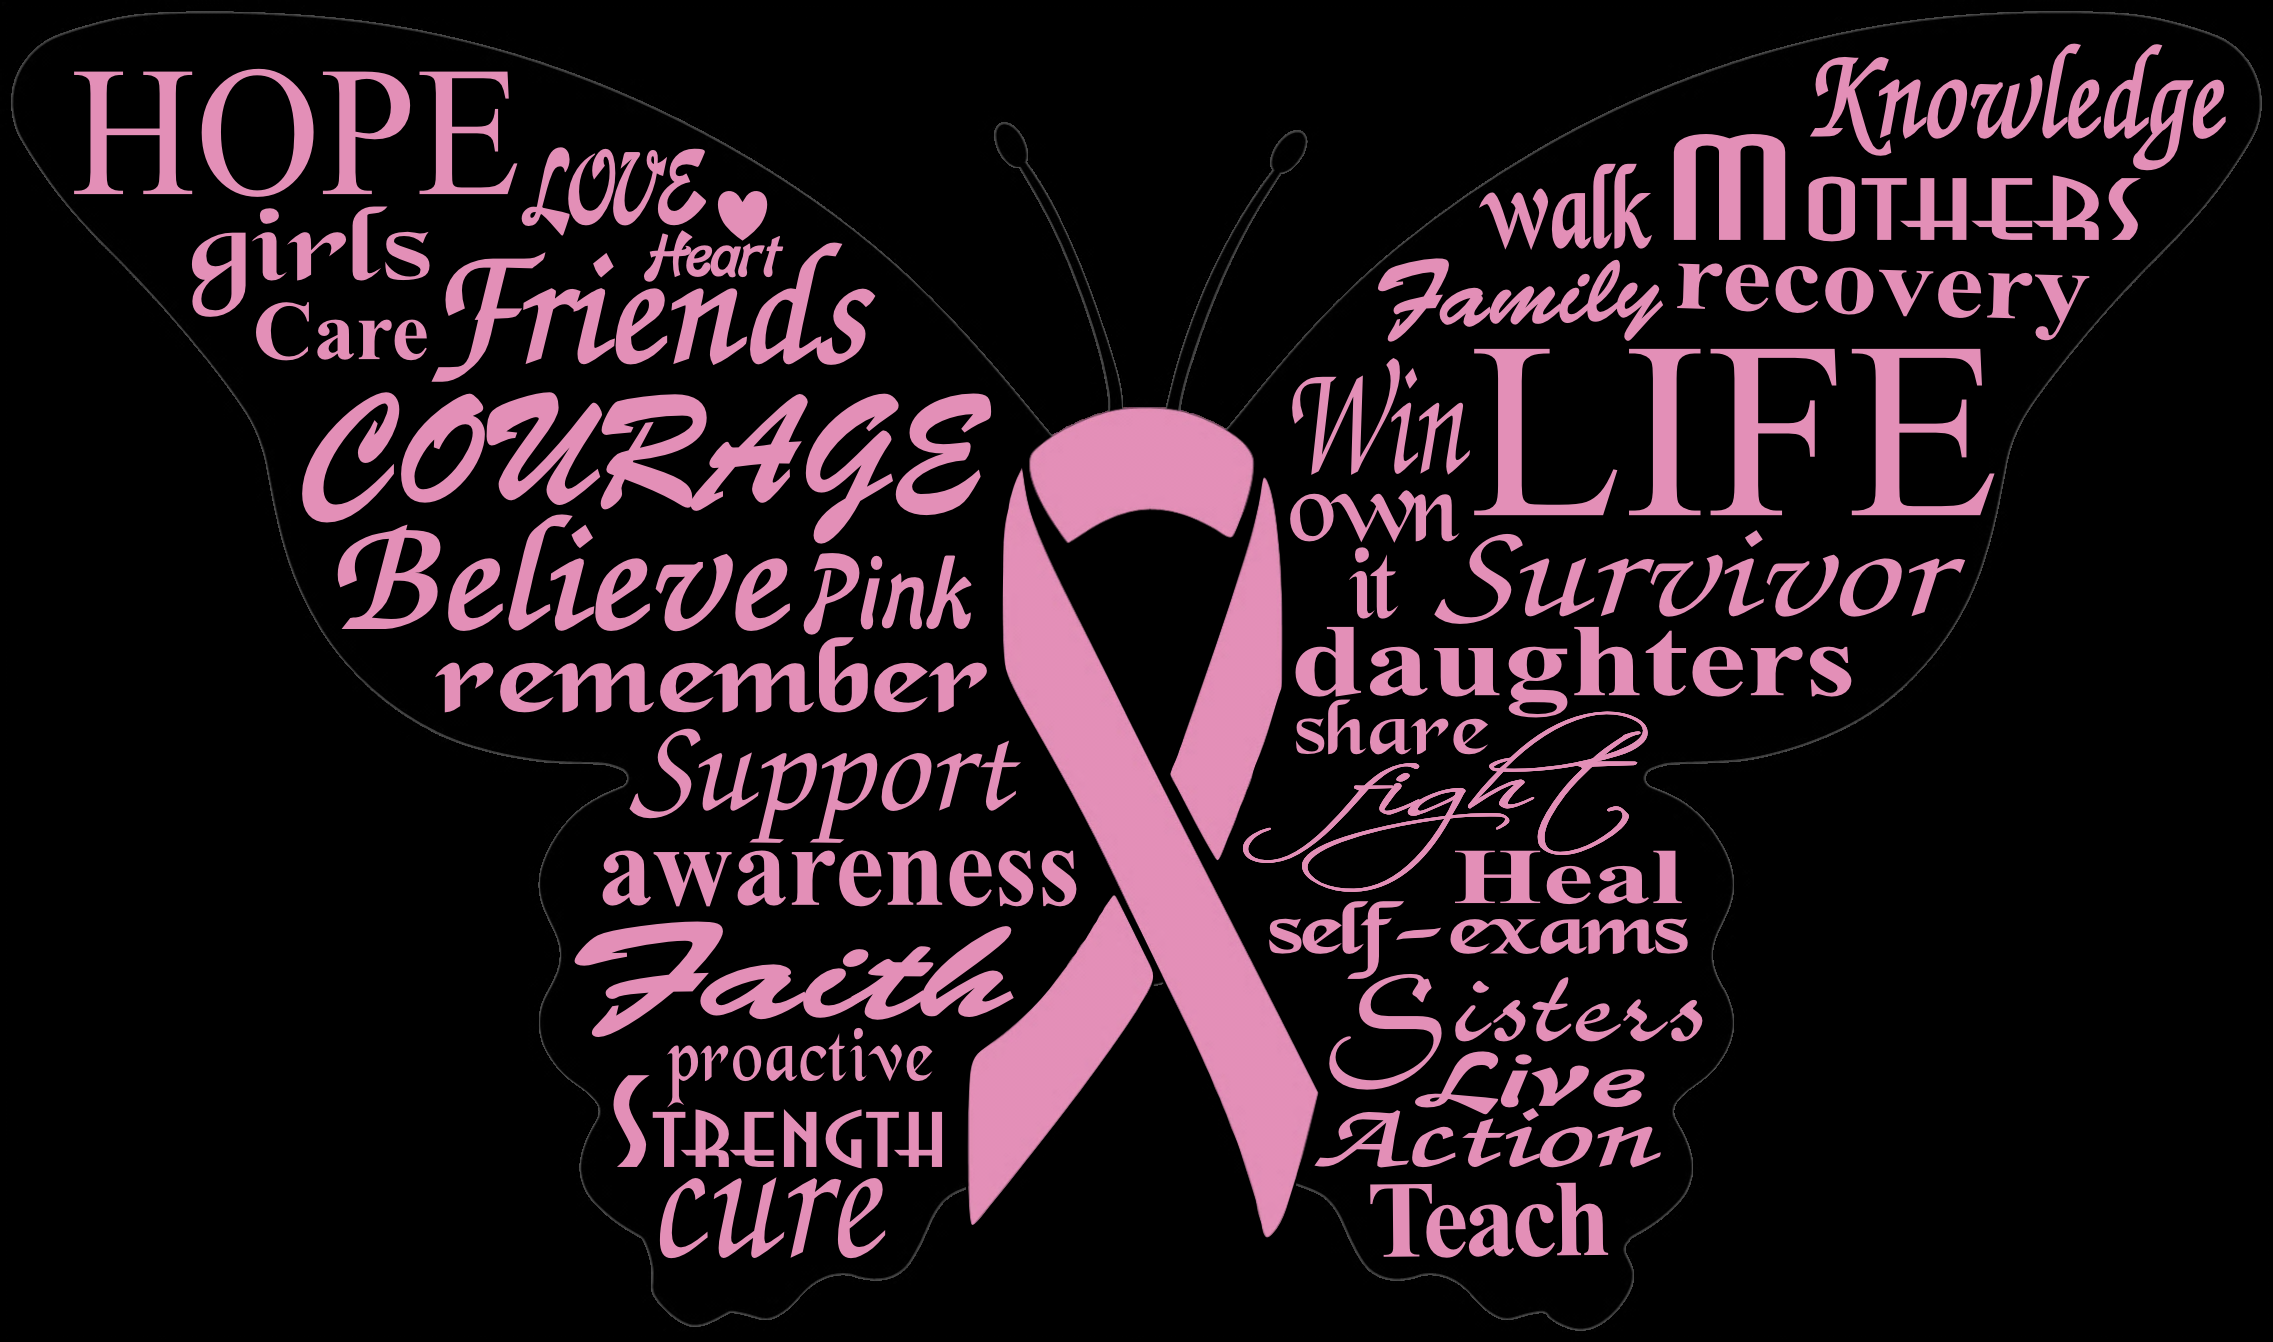 HOPE
LOVE
Heart
girls
Care
Friends
COURAGE
Believe Pink
remember
Support
awareness
Faith
proactive
STRENGTH
cure
Knowledge
walk MOTHERS
Family recovery
Win LIFE
own
it Survivor
daughters
share
fight
Heal
self-exams
Sisters
Live
Action
Teach